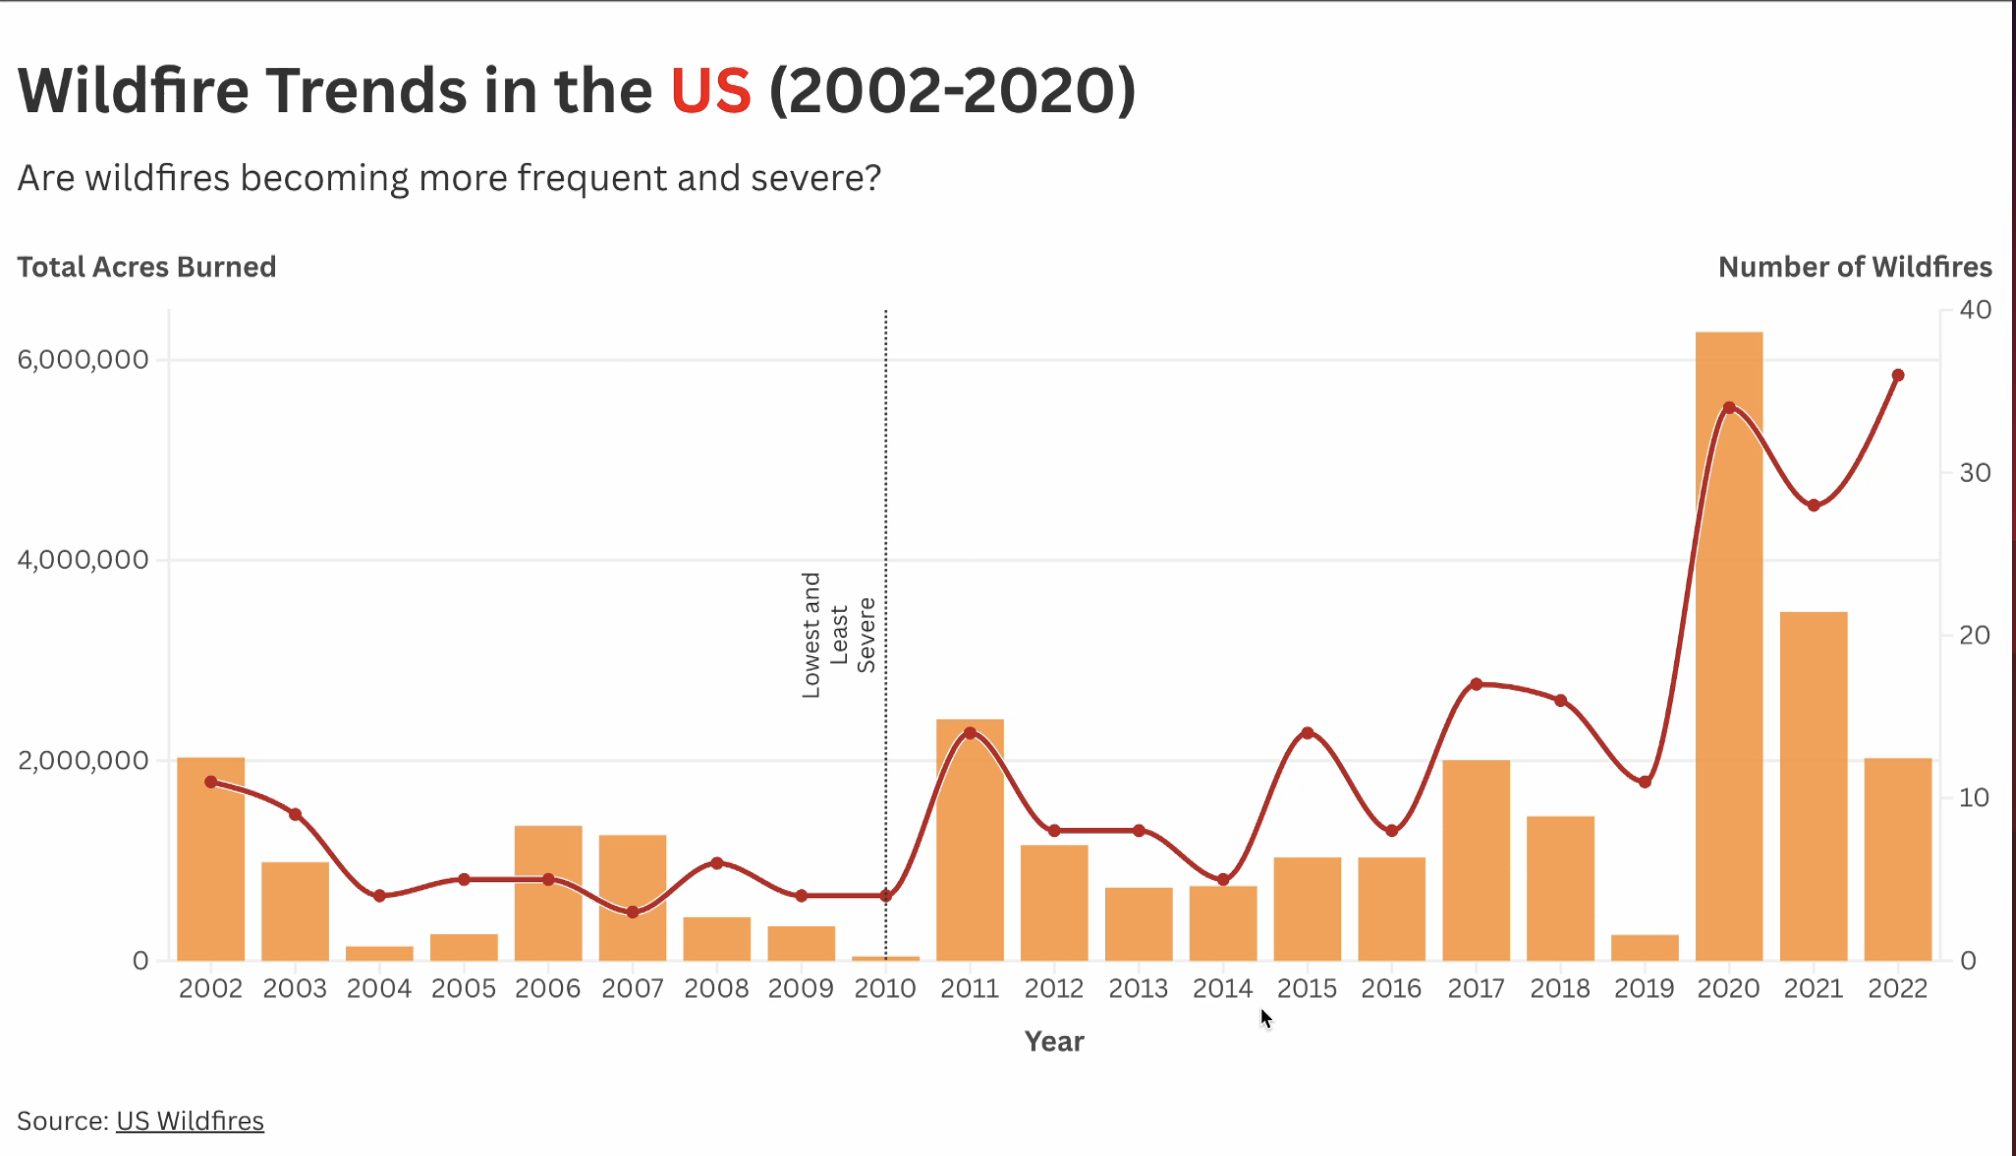 Wildfire Trends in the US (2002-2020)
Are wildfires becoming more frequent and severe?
Total Acres Burned
Number of Wildfires
6,000,000
4,000,000
2,000,000
0
40
30
20
10
0
Lowest and
Least
Severe
2002 2003 2004 2005 2006 2007 2008 2009 2010 2011 2012 2013 2014 2015 2016 2017 2018 2019 2020 2021 2022
Year
Source: US Wildfires